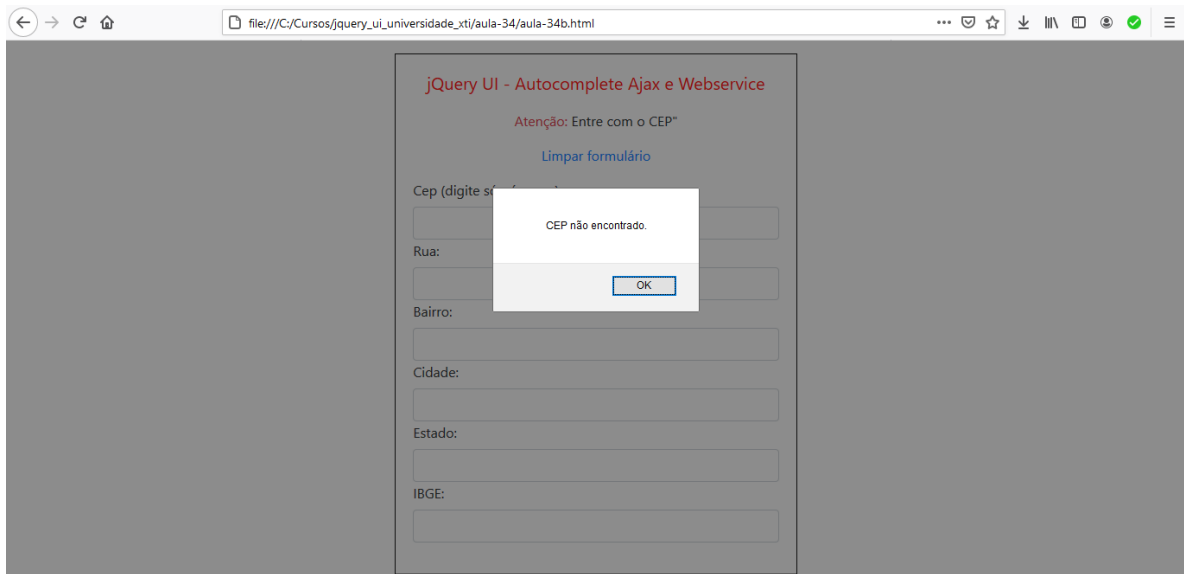 file:///C:/Cursos/jquery_ui_universidade_xti/aula-34/aula-34b.html
jQuery UI - Autocomplete Ajax e Webservice
Atenção: Entre com o CEP"
Limpar formulário
Cep (digite
CEP não encontrado.
OK
Rua:
Bairro:
Cidade:
Estado:
IBGE: